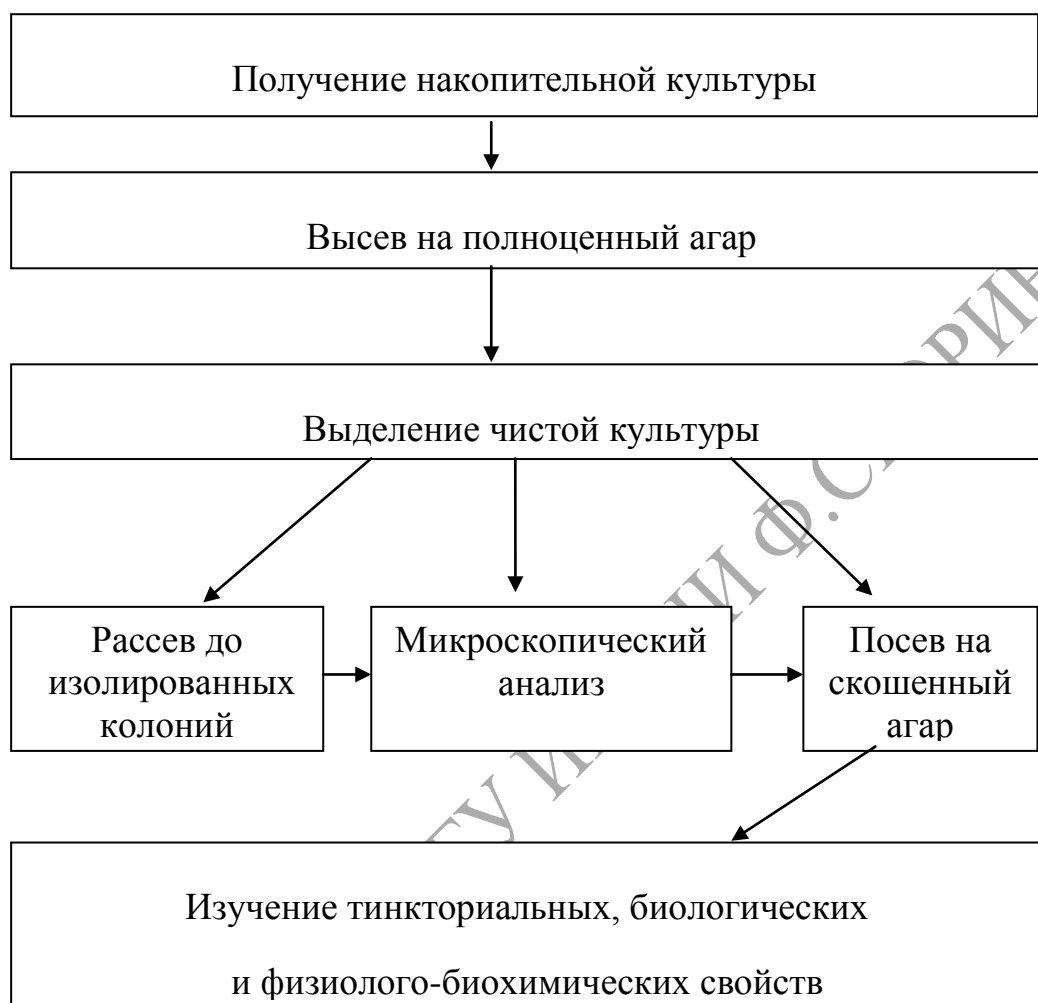 Получение накопительной культуры
Высев на полноценный агар
Выделение чистой культуры
Рассев до
изолированных
колоний
Микроскопический
анализ
Посев на
скошенный
агар
Изучение тинкториальных, биологических
и физиолого-биохимических свойств